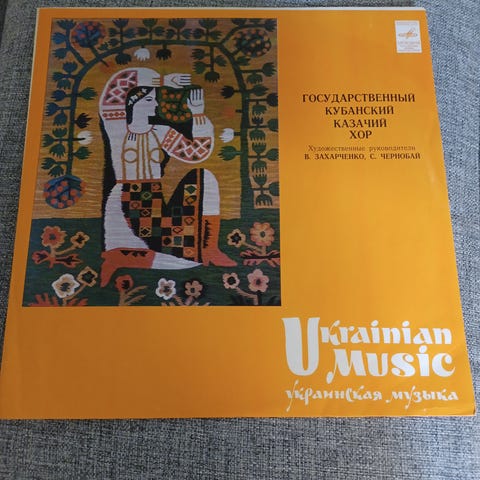 ГОСУДАРСТВЕННЫЙ
КУБАНСКИЙ
КАЗАЧИЙ
ХОР
Художественные руководители
В. ЗАХАРЧЕНКО, С. ЧЕРНОБАЙ
Ukrainian
Music
украинская музыка